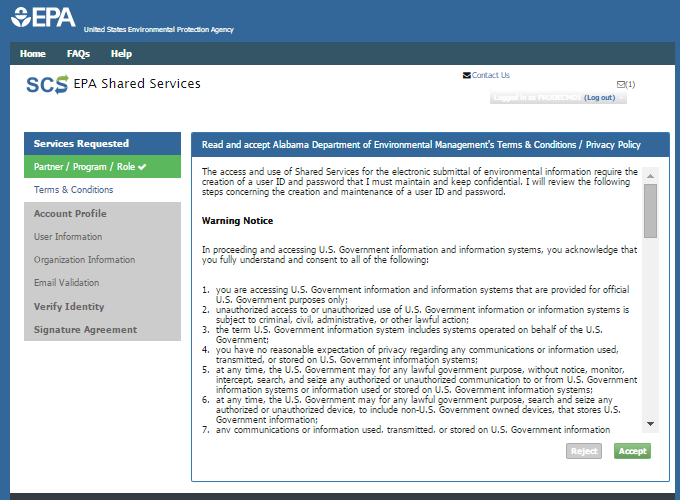 EPA
United States Environmental Protection Agency
Home FAQs Help
SCS EPA Shared Services
Contact Us
(1)
Logged in as (Log out)
Services Requested
Partner / Program / Role
Terms & Conditions
Account Profile
User Information
Organization Information
Email Validation
Verify Identity
Signature Agreement
Read and accept Alabama Department of Environmental Management's Terms & Conditions / Privacy Policy
The access and use of Shared Services for the electronic submittal of environmental information require the
creation of a user ID and password that I must maintain and keep confidential. I will review the following
steps concerning the creation and maintenance of a user ID and password.
Warning Notice
In proceeding and accessing U.S. Government information and information systems, you acknowledge that
you fully understand and consent to all of the following:
1. you are accessing U.S. Government information and information systems that are provided for official
U.S. Government purposes only;
2. unauthorized access to or unauthorized use of U.S. Government information or information systems is
subject to criminal, civil, administrative, or other lawful action;
3. the term U.S. Government information system includes systems operated on behalf of the U.S.
Government;
4. you have no reasonable expectation of privacy regarding any communications or information used,
transmitted, or stored on U.S. Government information systems;
5. at any time, the U.S. Government may for any lawful government purpose, without notice, monitor,
intercept, search, and seize any authorized or unauthorized communication to or from U.S. Government
information systems or information used or stored on U.S. Government information systems;
6. at any time, the U.S. Government may for any lawful government purpose, search and seize any
authorized or unauthorized device, to include non-U.S. Government owned devices, that stores U.S.
Government information;
7. any communications or information used, transmitted, or stored on U.S. Government information
Reject Accept